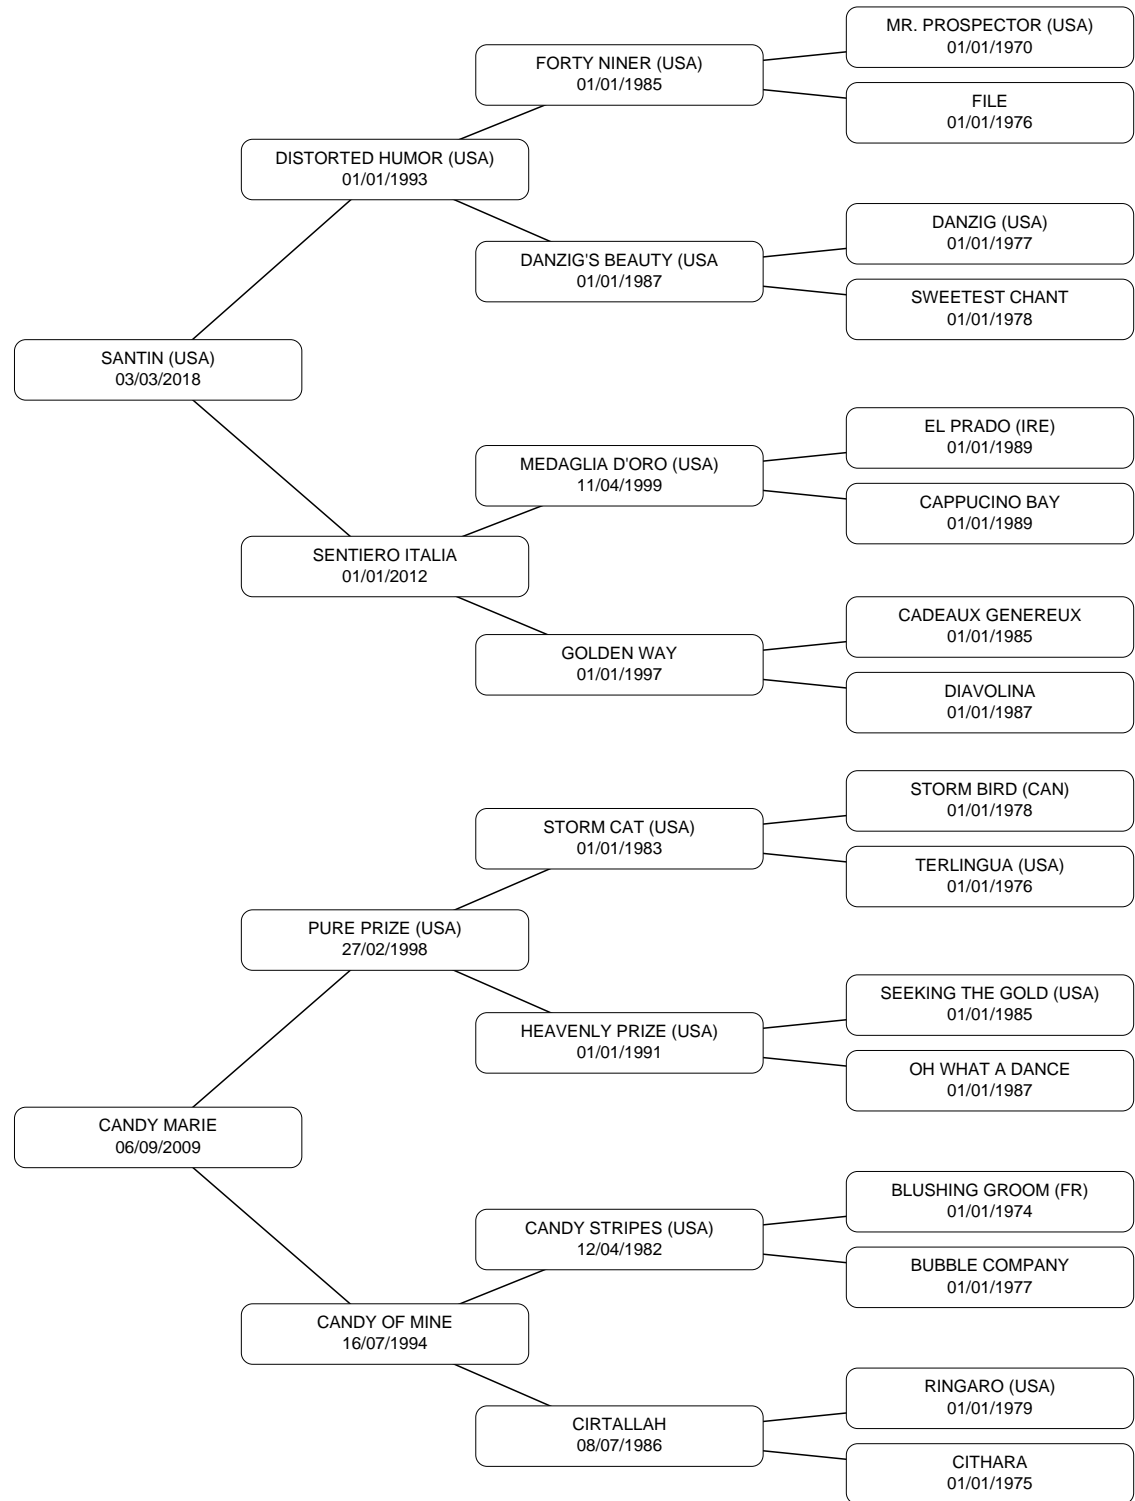 MR. PROSPECTOR (USA)
01/01/1970
FORTY NINER (USA)
01/01/1985
FILE
01/01/1976
DISTORTED HUMOR (USA)
01/01/1993
DANZIG (USA)
01/01/1977
DANZIG'S BEAUTY (USA
01/01/1987
SWEETEST CHANT
01/01/1978
SANTIN (USA)
03/03/2018
EL PRADO (IRE)
01/01/1989
MEDAGLIA D'ORO (USA)
11/04/1999
CAPPUCINO BAY
01/01/1989
SENTIERO ITALIA
01/01/2012
CADEAUX GENEREUX
01/01/1985
GOLDEN WAY
01/01/1997
DIAVOLINA
01/01/1987
STORM BIRD (CAN)
01/01/1978
STORM CAT (USA)
01/01/1983
TERLINGUA (USA)
01/01/1976
PURE PRIZE (USA)
27/02/1998
SEEKING THE GOLD (USA)
01/01/1985
HEAVENLY PRIZE (USA)
01/01/1991
OH WHAT A DANCE
01/01/1987
CANDY MARIE
06/09/2009
BLUSHING GROOM (FR)
01/01/1974
CANDY STRIPES (USA)
12/04/1982
BUBBLE COMPANY
01/01/1977
CANDY OF MINE
16/07/1994
RINGARO (USA)
01/01/1979
CIRTALLAH
08/07/1986
CITHARA
01/01/1975